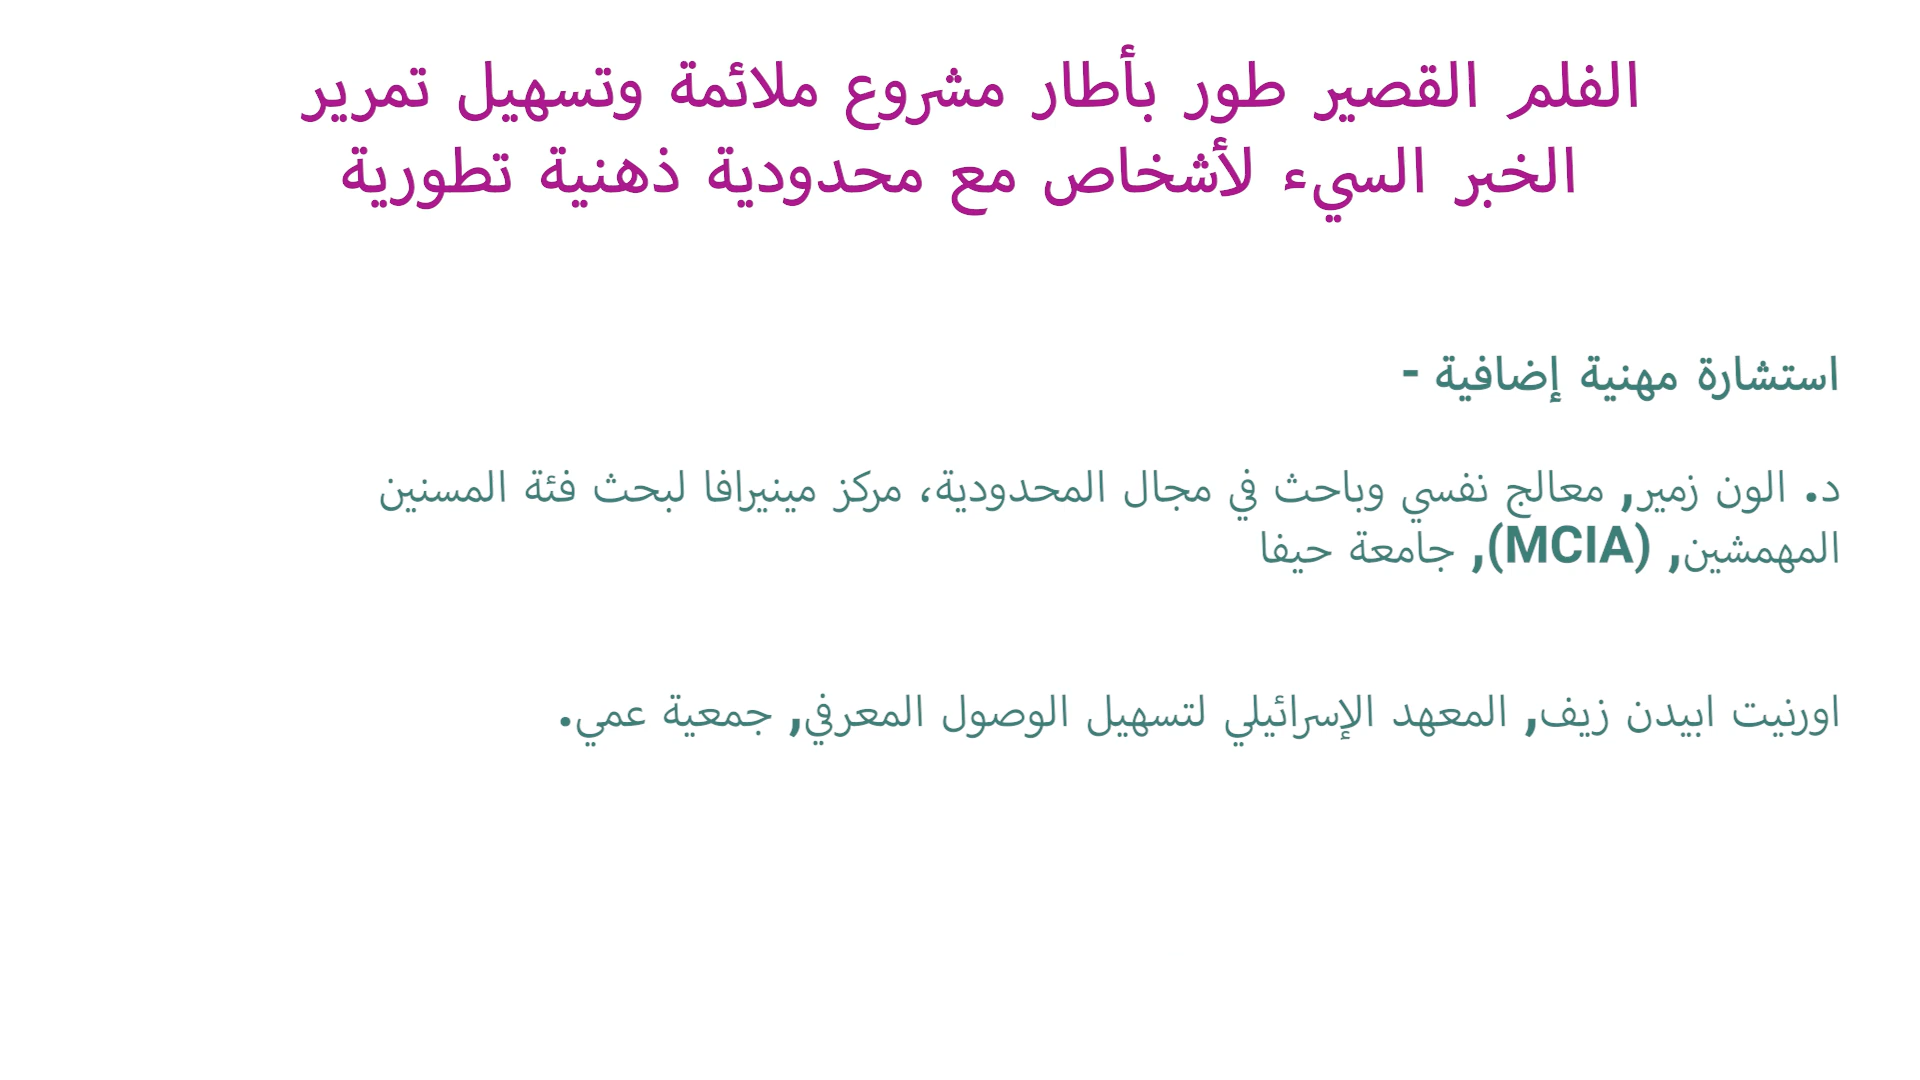 الفلم القصير طور بأطار مشروع ملائمة وتسهيل تمرير
الخبر السيء لأشخاص مع محدودية ذهنية تطورية
استشارة مهنية إضافية -
د. الون زمير, معالج نفسي وباحث في مجال المحدودية، مركز مينيرافا لبحث فئة المسنين
المهمشين, (MCIA), جامعة حيفا
اورنيت ابيدن زيف, المعهد الإسرائيلي لتسهيل الوصول المعرفي, جمعية عمي.